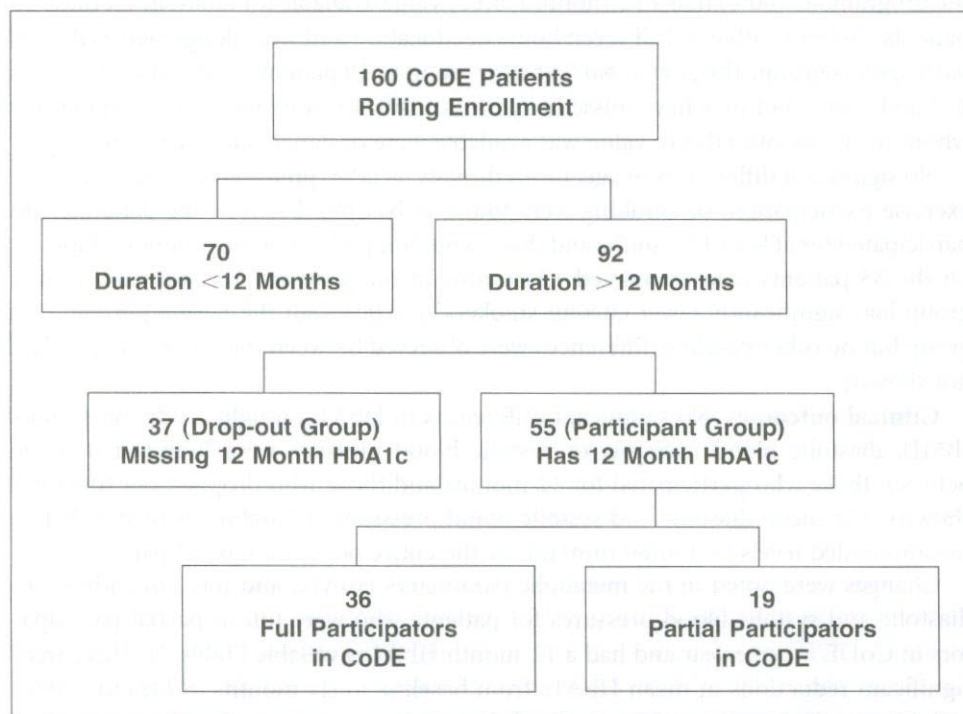 160 CoDE Patients
Rolling Enrollment
70
Duration <12 Months
92
Duration >12 Months
37 (Drop-out Group)
Missing 12 Month HbA1c
55 (Participant Group)
Has 12 Month HbA1c
36
Full Participators
in CoDE
19
Partial Participators
in CoDE